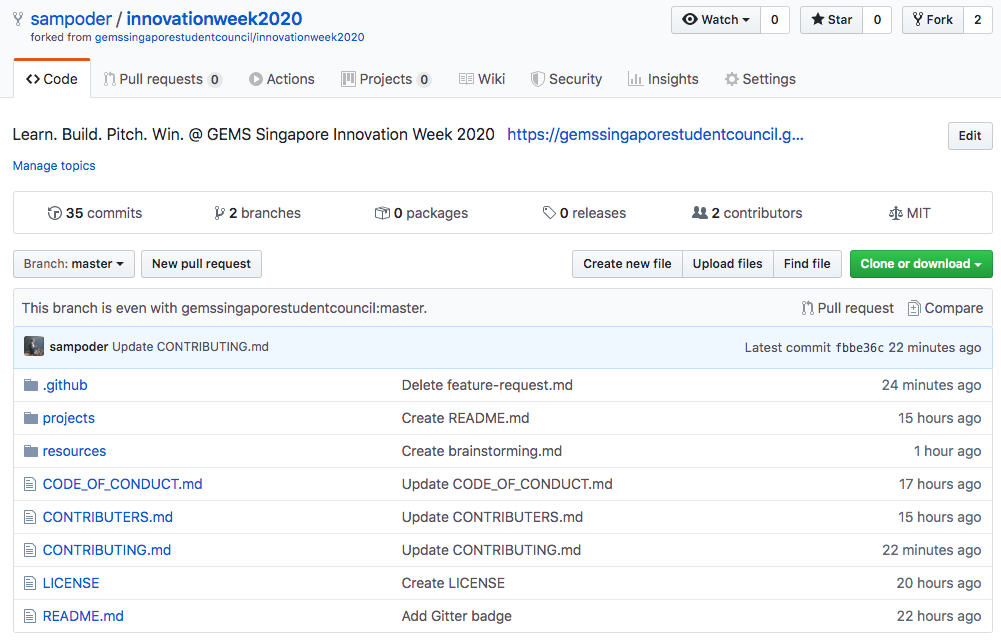 sampoder / innovationweek2020
Watch 0 Star 0 Fork 2
forked from gemssingaporestudentcouncil/innovationweek2020
Code Pull requests 0 Actions Projects 0 Wiki Security Insights Settings
Learn. Build. Pitch. Win. @ GEMS Singapore Innovation Week 2020 https://gemssingaporestudentcouncil.g... Edit
Manage topics
35 commits 2 branches 0 packages 0 releases 2 contributors MIT
Branch: master New pull request Create new file Upload files Find file Clone or download
This branch is even with gemssingaporestudentcouncil:master. Pull request Compare
sampoder Update CONTRIBUTING.md Latest commit fbbe36c 22 minutes ago
.github Delete feature-request.md 24 minutes ago
projects Create README.md 15 hours ago
resources Create brainstorming.md 1 hour ago
CODE_OF_CONDUCT.md Update CODE_OF_CONDUCT.md 17 hours ago
CONTRIBUTERS.md Update CONTRIBUTERS.md 15 hours ago
CONTRIBUTING.md Update CONTRIBUTING.md 22 minutes ago
LICENSE Create LICENSE 20 hours ago
README.md Add Gitter badge 22 hours ago